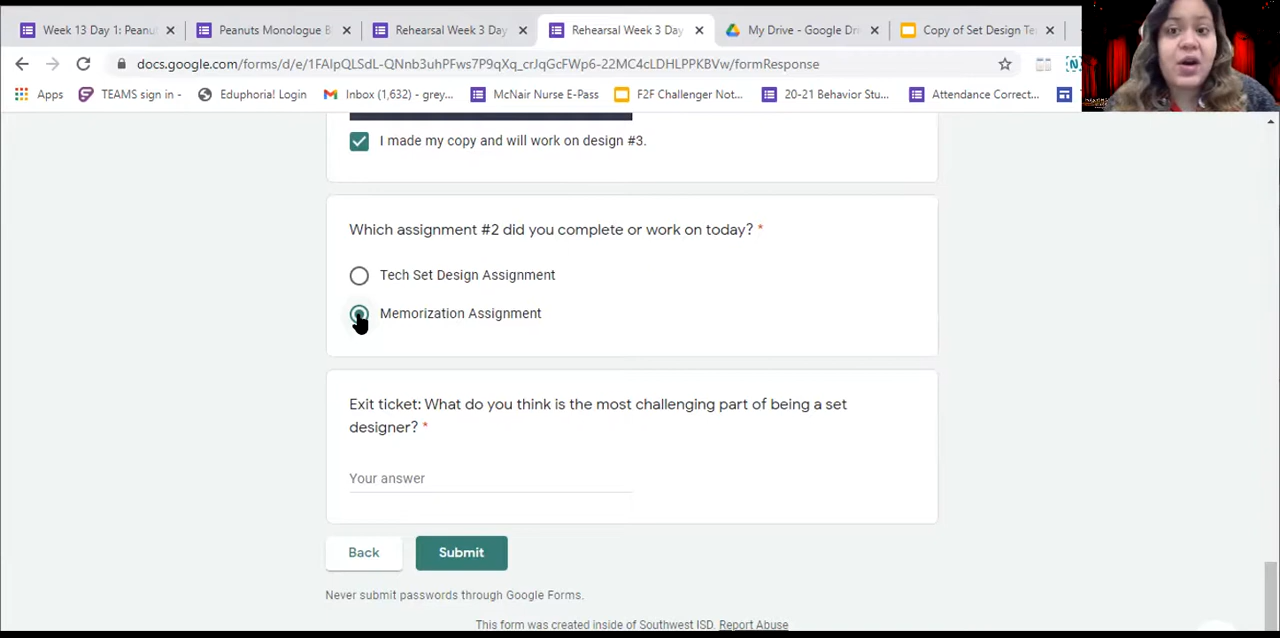 Week 13 Day 1: Peanu
Peanuts Monologue B
Rehearsal Week 3 Day
Rehearsal Week 3 Day
My Drive - Google Dri
Copy of Set Design Te
docs.google.com/forms/d/e/1FAIpQLSdL-QNnb3uhPFws7P9qXq_crJqGcFWp6-22MC4cLDHLPPKBVw/formResponse
Apps
TEAMS sign in -
Eduphoria! Login
Inbox (1,632) - grey...
McNair Nurse E-Pass
F2F Challenger Not...
20-21 Behavior Stu...
Attendance Correct...
I made my copy and will work on design #3.
Which assignment #2 did you complete or work on today? *
Tech Set Design Assignment
Memorization Assignment
Exit ticket: What do you think is the most challenging part of being a set
designer? *
Your answer
Back
Submit
Never submit passwords through Google Forms.
This form was created inside of Southwest ISD. Report Abuse